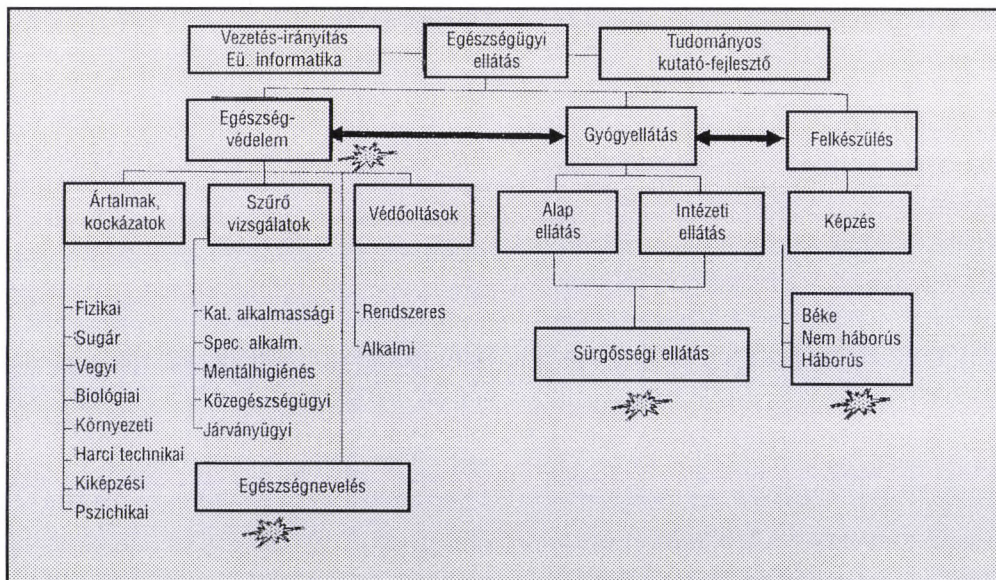 Vezetés-irányítás
Eü. informatika
Egészségügyi
ellátás
Tudományos
kutató-fejlesztő
Egészség-
védelem
Gyógyellátás
Felkészülés
Ártalmak,
kockázatok
Szűrő
vizsgálatok
Védőoltások
Alap
ellátás
Intézeti
ellátás
Képzés
Fizikai
Sugár
Vegyi
Biológiai
Környezeti
Harci technikai
Kiképzési
Pszichikai
Kat. alkalmassági
Spec. alkalm.
Mentálhigiénés
Közegészségügyi
Járványügyi
Rendszeres
Alkalmi
Egészségnevelés
Sürgősségi ellátás
Béke
Nem háborús
Háborús